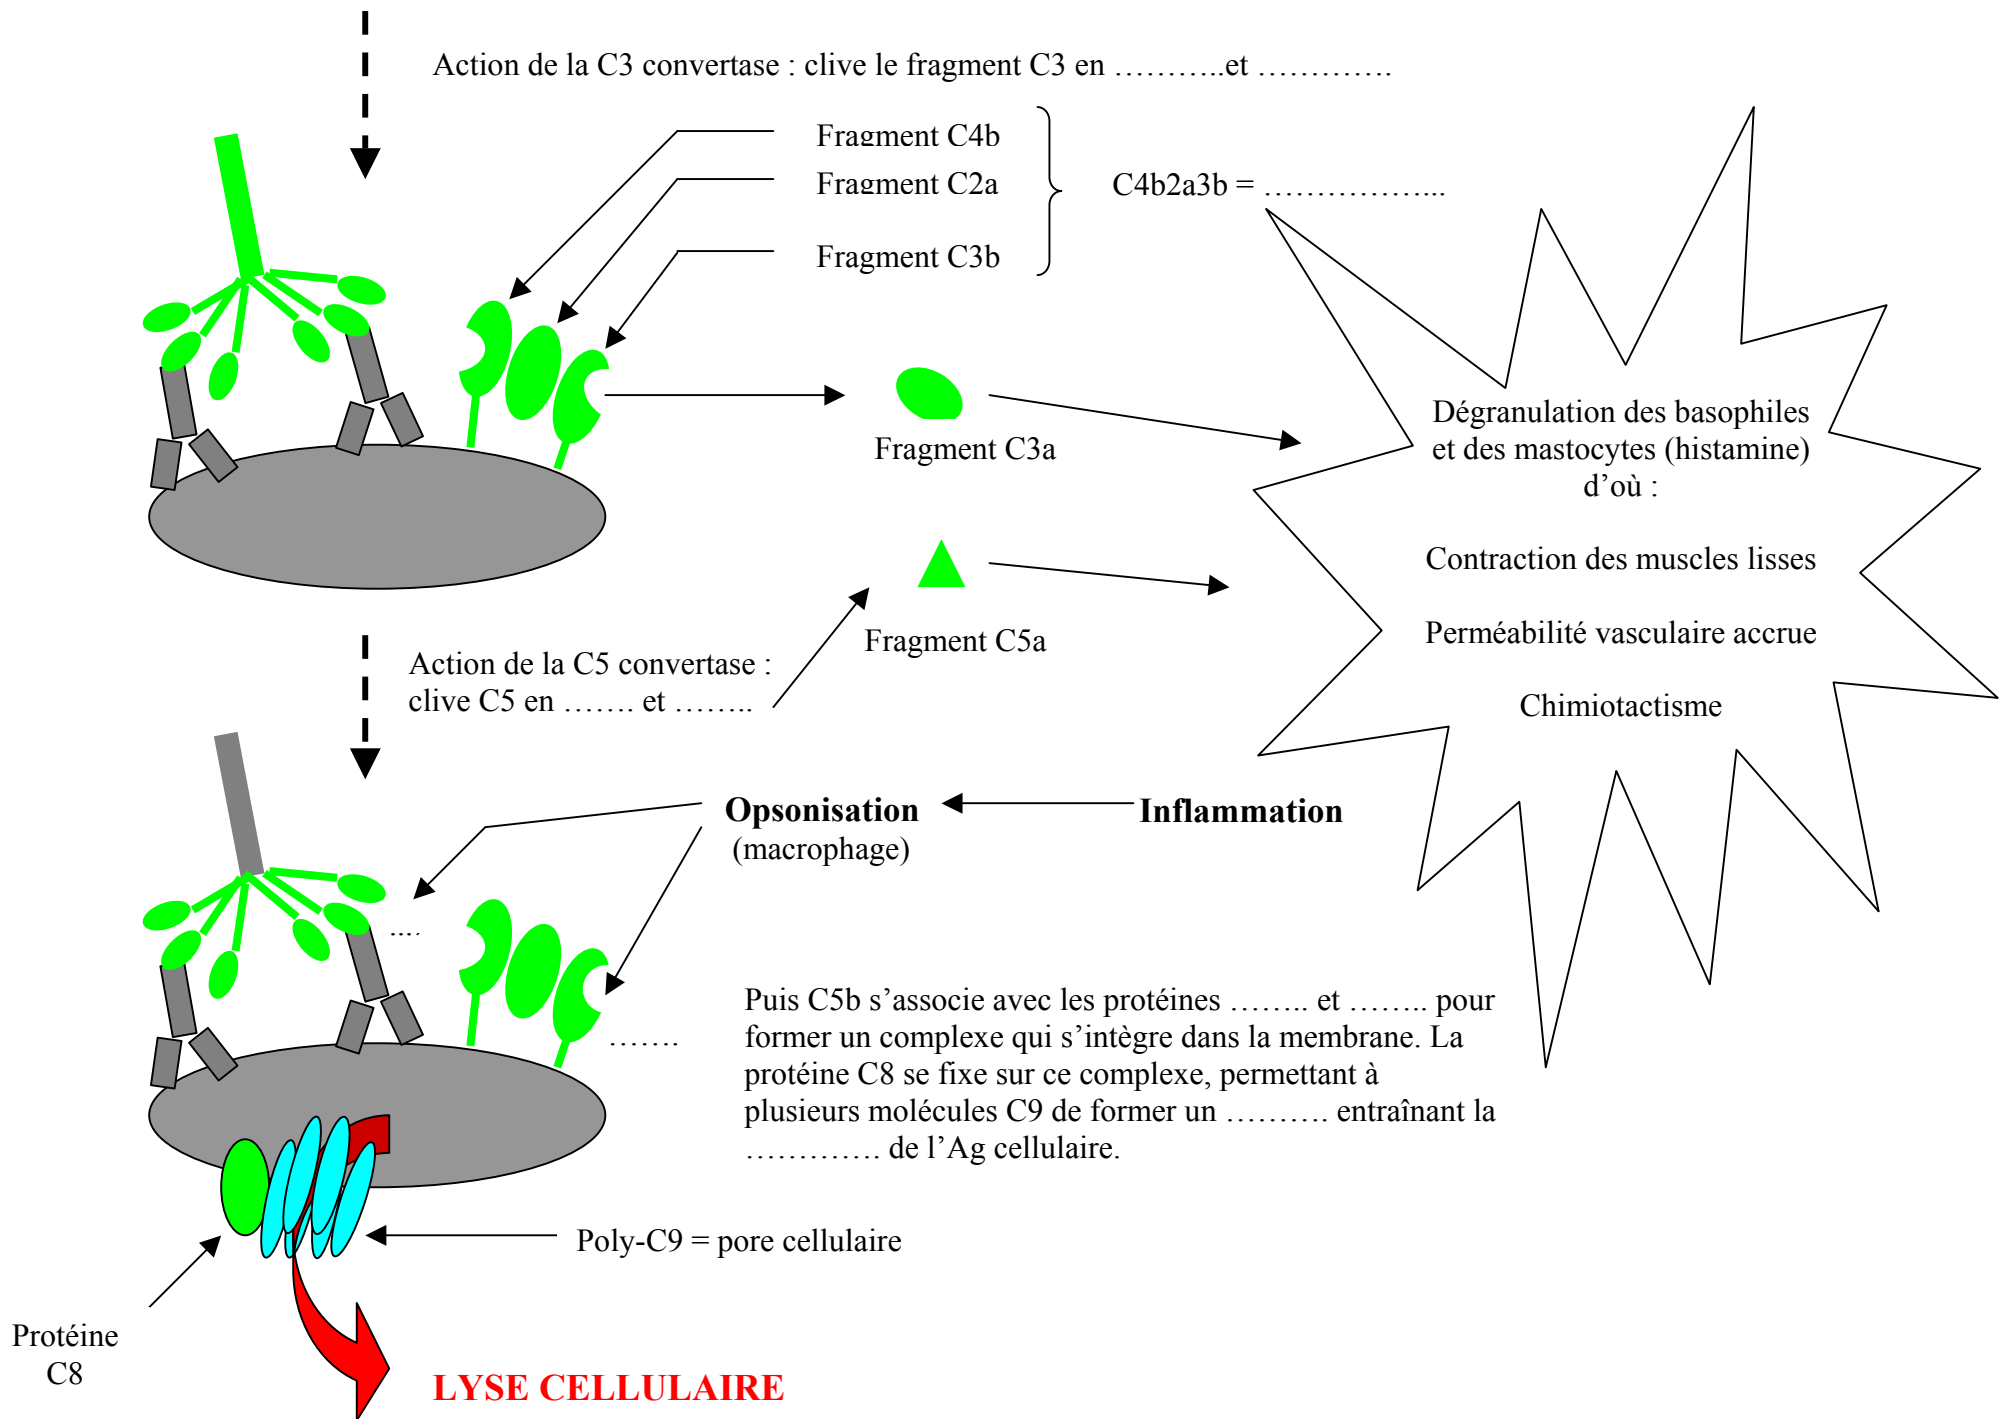 Action de la C3 convertase : clive le fragment C3 en ………..et ………….
Fragment C4b
Fragment C2a
C4b2a3b = ……………...
Fragment C3b
Fragment C3a
Dégranulation des basophiles
et des mastocytes (histamine)
d’où :
Contraction des muscles lisses
Perméabilité vasculaire accrue
Chimiotactisme
Fragment C5a
Action de la C5 convertase :
clive C5 en ……. et ……..
Opsonisation
(macrophage)
Inflammation
….
…….
Puis C5b s’associe avec les protéines …….. et …….. pour
former un complexe qui s’intègre dans la membrane. La
protéine C8 se fixe sur ce complexe, permettant à
plusieurs molécules C9 de former un ………. entraînant la
…………. de l’Ag cellulaire.
Poly-C9 = pore cellulaire
Protéine
C8
LYSE CELLULAIRE